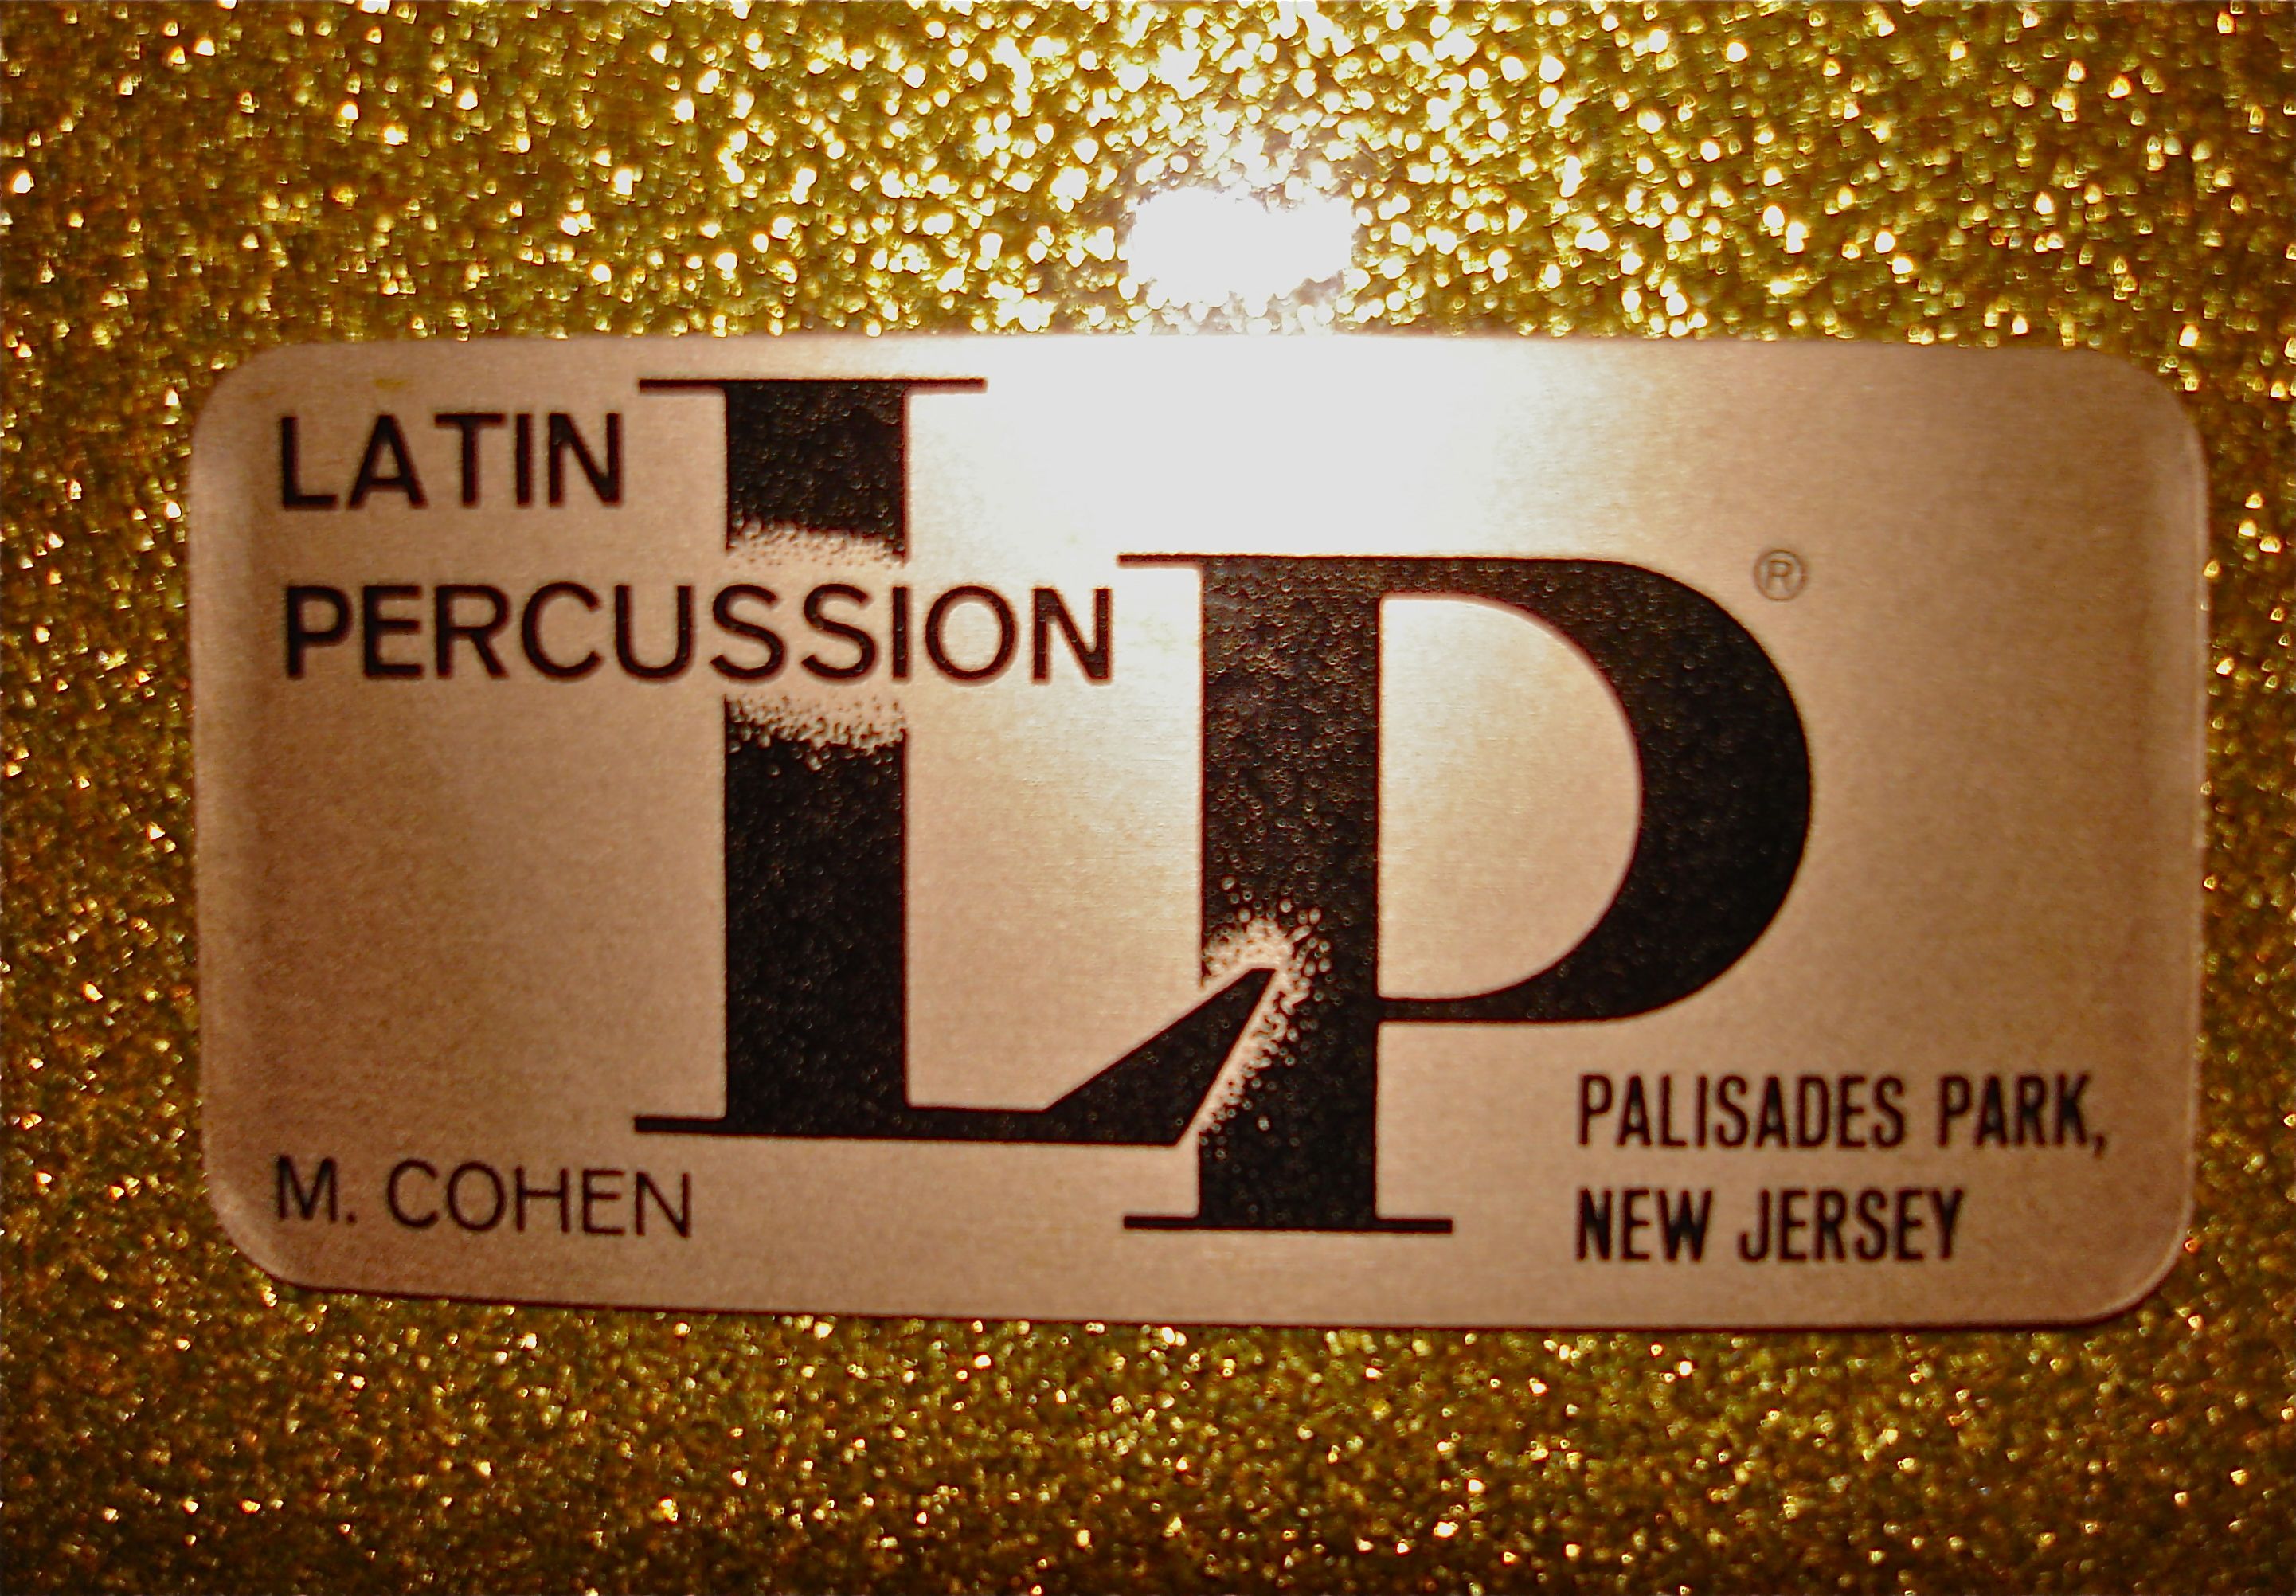 LATIN
PERCUSSION
LP®
M. COHEN
PALISADES PARK,
NEW JERSEY